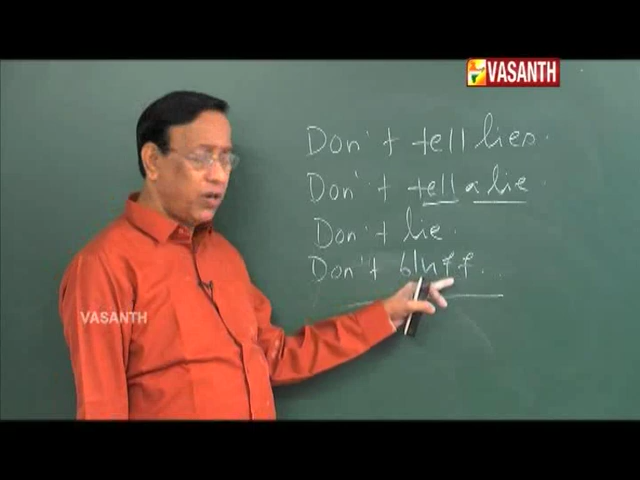 VASANTH
Don't tell lies.
Don't tell a lie
Don't lie.
Don't bluff..
VASANTH